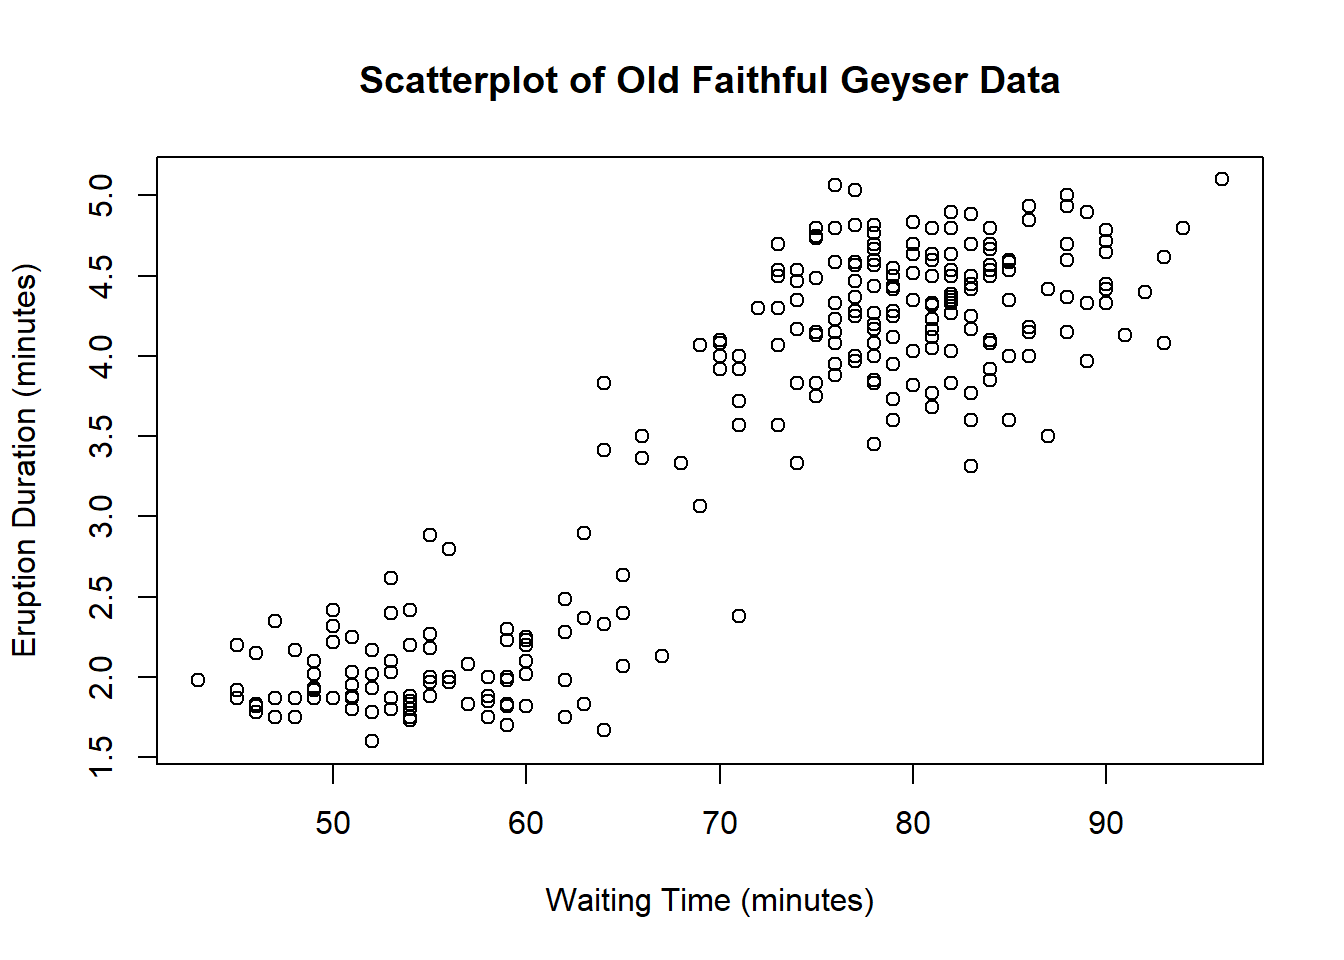 Scatterplot of Old Faithful Geyser Data
Eruption Duration (minutes)
5.0
4.5
4.0
3.5
3.0
2.5
2.0
1.5
50 60 70 80 90
Waiting Time (minutes)